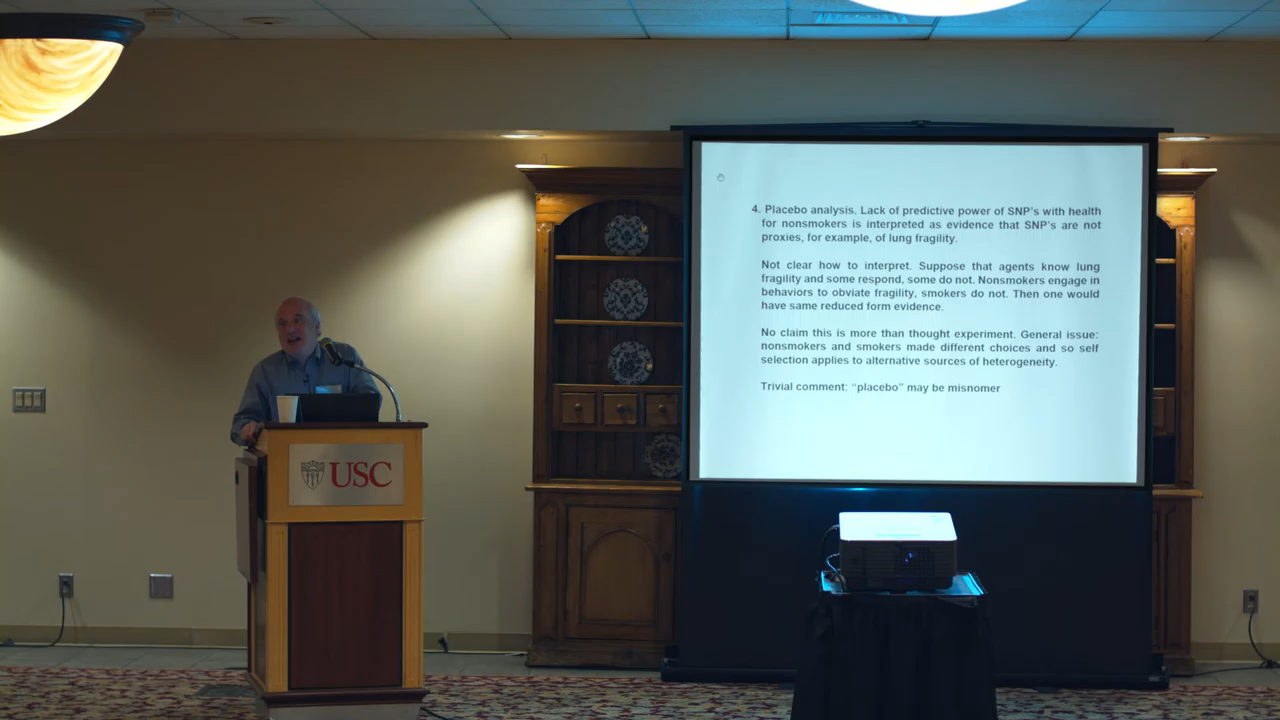 4. Placebo analysis. Lack of predictive power of SNP's with health
for nonsmokers is interpreted as evidence that SNP's are not
proxies, for example, of lung fragility.
Not clear how to interpret. Suppose that agents know lung
fragility and some respond, some do not. Nonsmokers engage in
behaviors to obviate fragility, smokers do not. Then one would
have same reduced form evidence.
No claim this is more than thought experiment. General issue:
nonsmokers and smokers made different choices and so self
selection applies to alternative sources of heterogeneity.
Trivial comment: “placebo” may be misnomer
USC